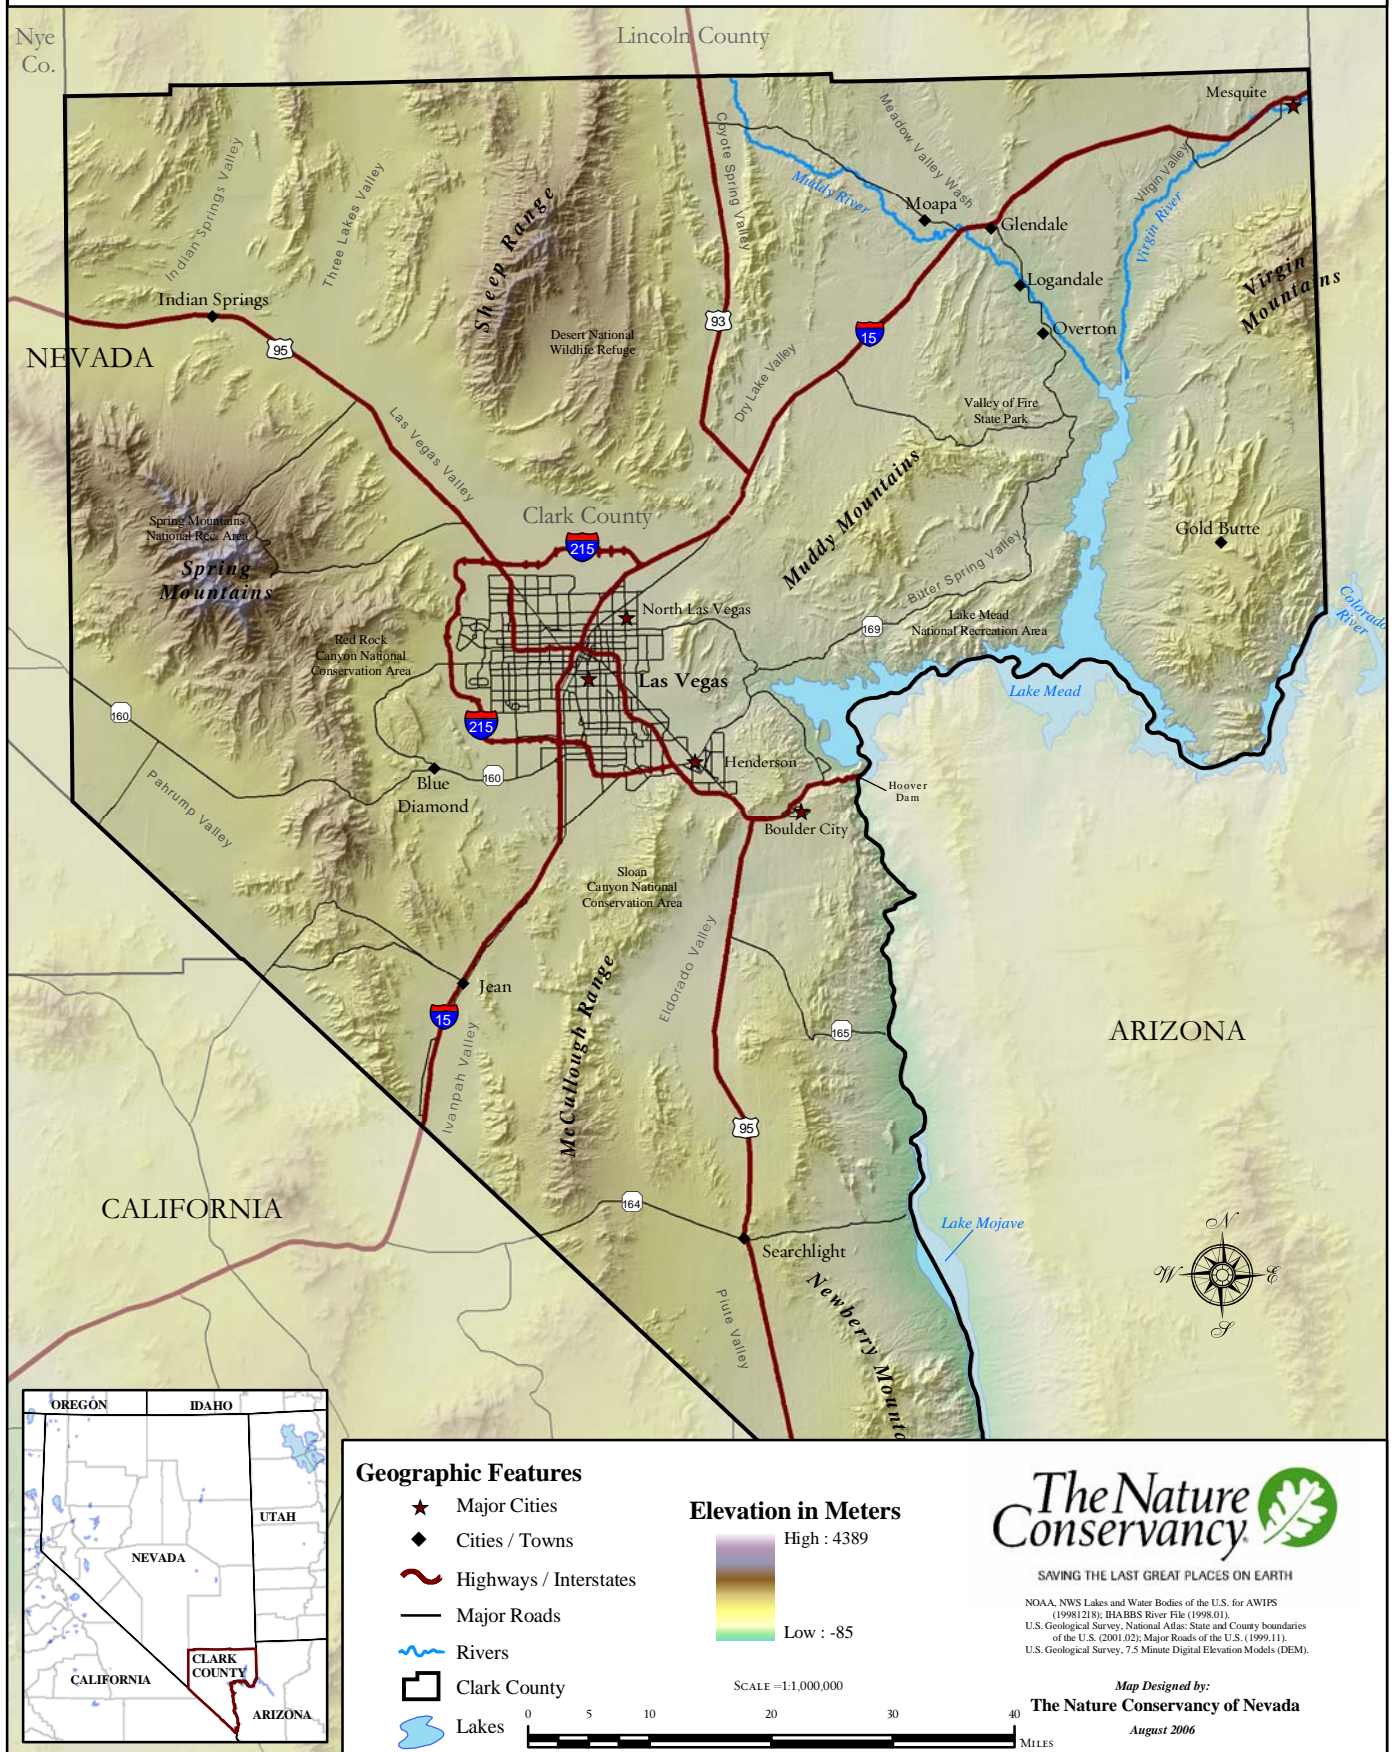 Nye
Co.
Lincoln County
Mesquite
Indian Springs Valley
Three Lakes Valley
Sheep Range
Coyote Spring Valley
Meadow Valley Wash
Muddy River
Moapa
Glendale
Virgin Valley
Virgin River
Virgin
Mountains
Logandale
Overton
Indian Springs
95
NEVADA
Desert National
Wildlife Refuge
93
15
Dry Lake Valley
Valley of Fire
State Park
Las Vegas Valley
Clark County
Muddy Mountains
Gold Butte
Spring Mountains
National Rec. Area
Spring
Mountains
215
Bitter Spring Valley
North Las Vegas
169
Lake Mead
National Recreation Area
Colorado
River
Red Rock
Canyon National
Conservation Area
Las Vegas
Lake Mead
160
215
Henderson
160
Blue
Diamond
Pahrump Valley
Hoover
Dam
Boulder City
Sloan
Canyon National
Conservation Area
Eldorado Valley
McCullough Range
Jean
15
Ivanpah Valley
165
ARIZONA
95
CALIFORNIA
164
Searchlight
Lake Mojave
Newberry Mounta
Piute Valley
N
W
E
S
OREGON
IDAHO
UTAH
NEVADA
CLARK
COUNTY
CALIFORNIA
ARIZONA
Geographic Features
Major Cities
Cities / Towns
Highways / Interstates
Major Roads
Rivers
Clark County
Lakes
Elevation in Meters
High : 4389
Low : -85
SCALE =1:1,000,000
0 5 10 20 30 40
MILES
The Nature
Conservancy
SAVING THE LAST GREAT PLACES ON EARTH
NOAA, NWS Lakes and Water Bodies of the U.S. for AWIPS
(19981218); IHABBS River File (1998.01).
U.S. Geological Survey, National Atlas: State and County boundaries
of the U.S. (2001.02); Major Roads of the U.S. (1999.11).
U.S. Geological Survey, 7.5 Minute Digital Elevation Models (DEM).
Map Designed by:
The Nature Conservancy of Nevada
August 2006